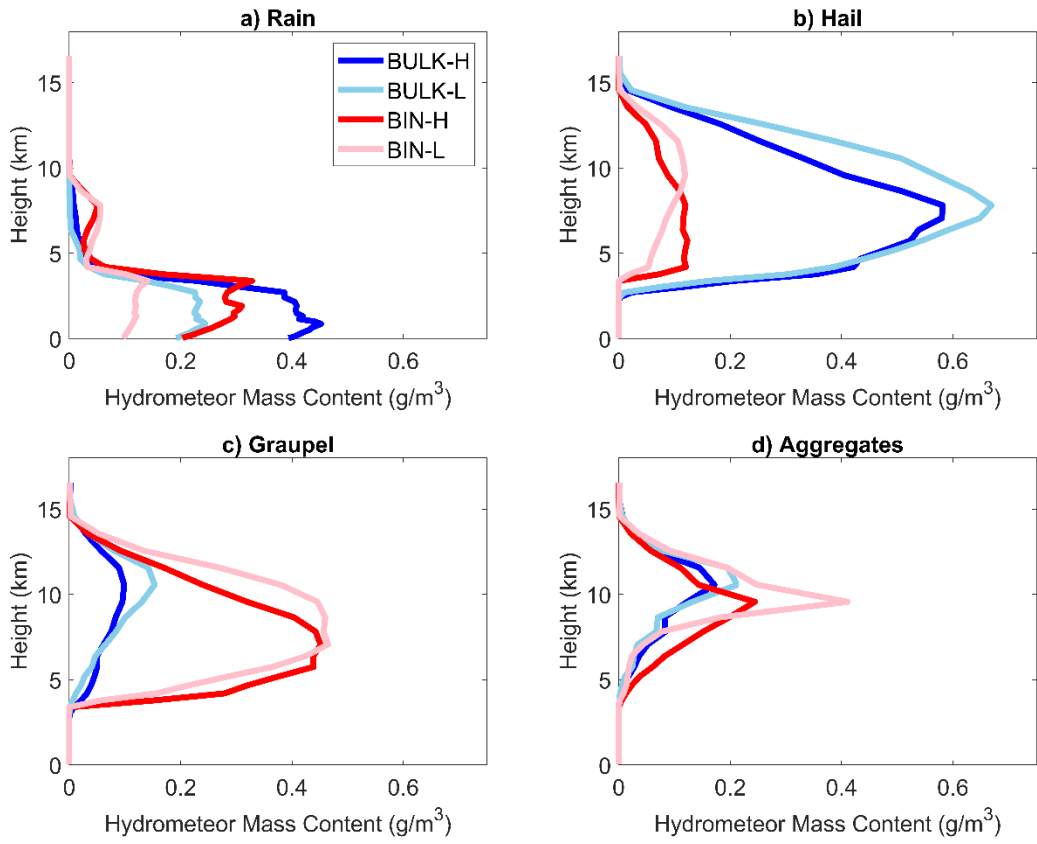 a) Rain
BULK-H
BULK-L
BIN-H
BIN-L
15
10
5
0
Height (km)
0 0.2 0.4 0.6
Hydrometeor Mass Content (g/m³)
b) Hail
15
10
5
0
Height (km)
0 0.2 0.4 0.6
Hydrometeor Mass Content (g/m³)
c) Graupel
15
10
5
0
Height (km)
0 0.2 0.4 0.6
Hydrometeor Mass Content (g/m³)
d) Aggregates
15
10
5
0
Height (km)
0 0.2 0.4 0.6
Hydrometeor Mass Content (g/m³)